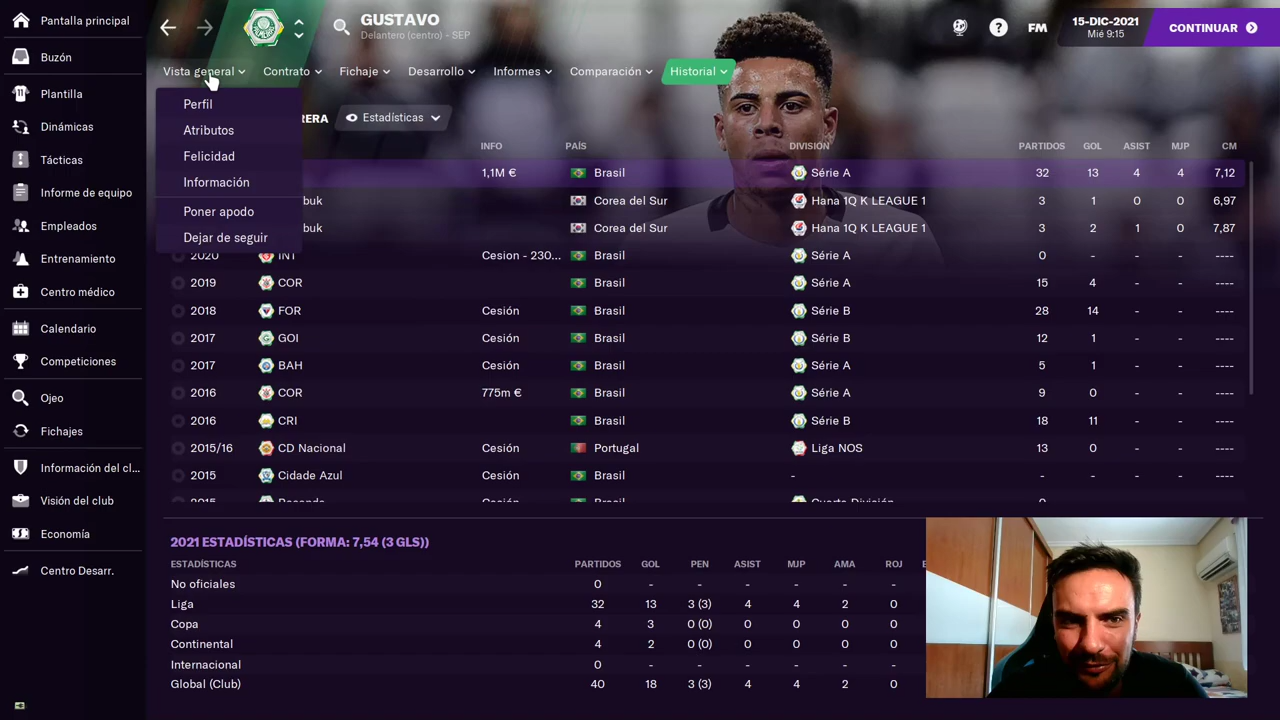 Pantalla principal
Buzón
Plantilla
Dinámicas
Tácticas
Informe de equipo
Empleados
Entrenamiento
Centro médico
Calendario
Competiciones
Ojeo
Fichajes
Información del cl...
Visión del club
Economía
Centro Desarr.
GUSTAVO
Delantero (centro) - SEP
FM
15-DIC-2021
Mié 9:15
CONTINUAR
Vista general Contrato Fichaje Desarrollo Informes Comparación Historial
Perfil
Atributos
Felicidad
Información
Poner apodo
Dejar de seguir
RERA Estadísticas
INFO PAÍS DIVISIÓN PARTIDOS GOL ASIST MJP CM
1,1M € Brasil Série A 32 13 4 4 7,12
buk Corea del Sur Hana 1Q K LEAGUE 1 3 1 0 0 6,97
buk Corea del Sur Hana 1Q K LEAGUE 1 3 2 1 0 7,87
2020 INT Cesion - 230... Brasil Série A 0 - - - ----
2019 COR Brasil Série A 15 4 - - ----
2018 FOR Cesión Brasil Série B 28 14 - - ----
2017 GOI Cesión Brasil Série B 12 1 - - ----
2017 BAH Cesión Brasil Série A 5 1 - - ----
2016 COR 775m € Brasil Série A 9 0 - - ----
2016 CRI Brasil Série B 18 11 - - ----
2015/16 CD Nacional Cesión Portugal Liga NOS 13 0 - - ----
2015 Cidade Azul Cesión Brasil - - - - - ----
2015 Cesión Brasil Cuarta División 0 - - - ----
2021 ESTADÍSTICAS (FORMA: 7,54 (3 GLS))
ESTADÍSTICAS PARTIDOS GOL PEN ASIST MJP AMA ROJ
No oficiales 0 - - - - - -
Liga 32 13 3 (3) 4 4 2 0
Copa 4 3 0 (0) 0 0 0 0
Continental 4 2 0 (0) 0 0 0 0
Internacional 0 - - - - - -
Global (Club) 40 18 3 (3) 4 4 2 0